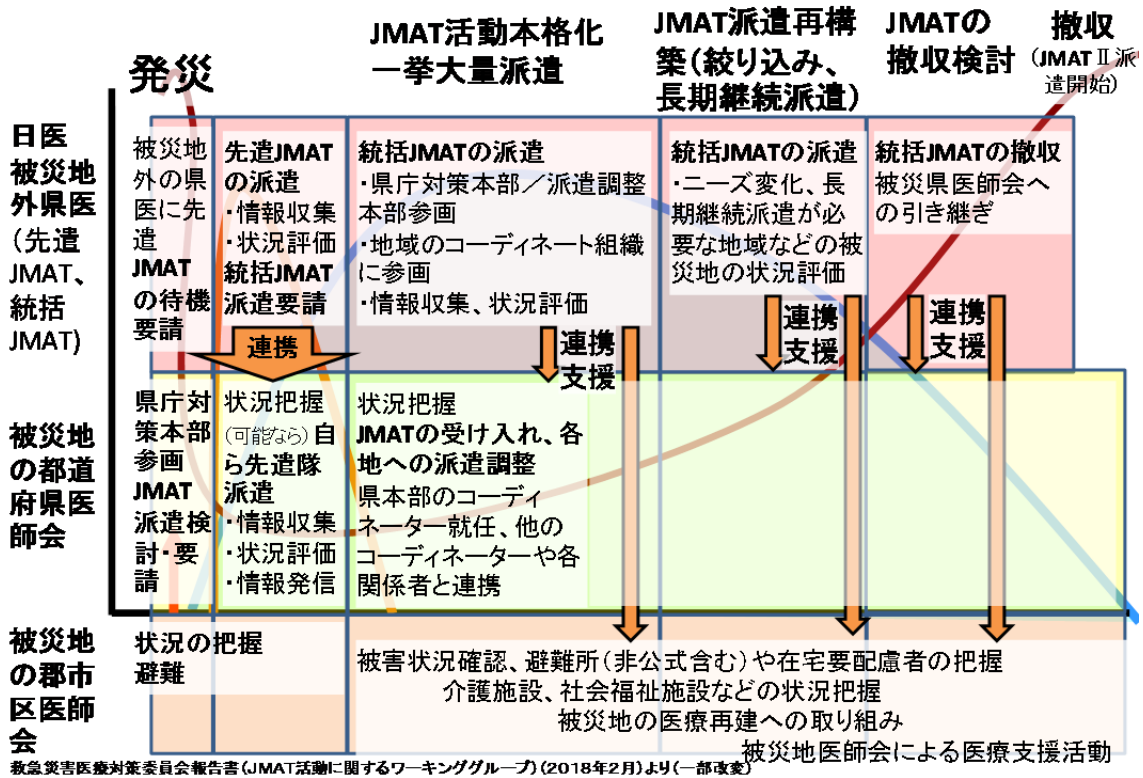 発災
JMAT活動本格化
一挙大量派遣
JMAT派遣再構
築(絞り込み、
長期継続派遣)
JMATの
撤収検討
撤収
(JMATⅡ派
遣開始)
日医
被災地
外県医
(先遣
JMAT、
統括
JMAT)
被災地
外の県
医に先
遣
JMAT
の待機
要請
先遣JMAT
の派遣
・情報収集
・状況評価
統括JMAT
派遣要請
統括JMATの派遣
・県庁対策本部／派遣調整
本部参画
・地域のコーディネート組織
に参画
・情報収集、状況評価
統括JMATの派遣
・ニーズ変化、長
期継続派遣が必
要な地域などの被
災地の状況評価
統括JMATの撤収
被災県医師会へ
の引き継ぎ
連携
連携
支援
連携
支援
連携
支援
被災地
の都道
府県医
師会
県庁対
策本部
参画
JMAT
派遣検
討・要
請
状況把握
(可能なら)自
ら先遣隊
派遣
・情報収集
・状況評価
・情報発信
状況把握
JMATの受け入れ、各
地への派遣調整
県本部のコーディ
ネーター就任、他の
コーディネーターや各
関係者と連携
被災地
の郡市
区医師
会
状況の把握
避難
被害状況確認、避難所(非公式含む)や在宅要配慮者の把握
介護施設、社会福祉施設などの状況把握
被災地の医療再建への取り組み
被災地医師会による医療支援活動
救急災害医療対策委員会報告書(JMAT活動に関するワーキンググループ)(2018年2月)より(一部改変)